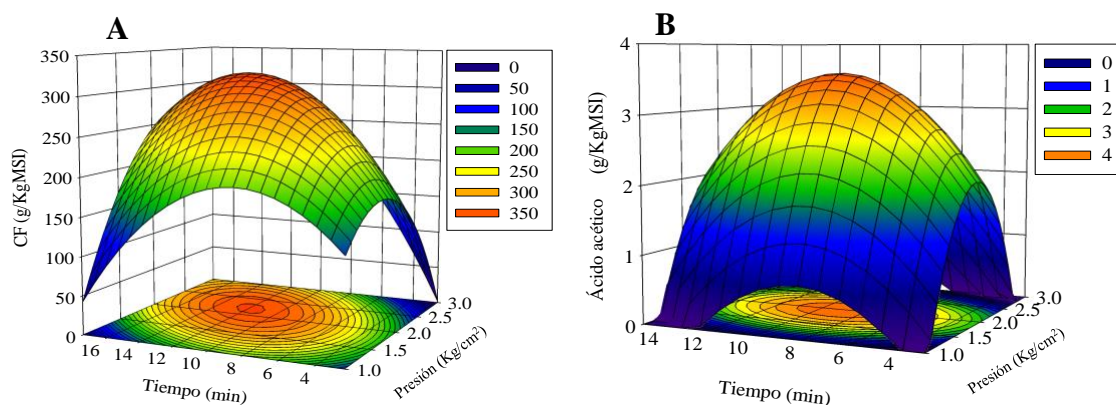 A
CF (g/KgMSI)
350
300
250
200
150
100
50
0
16 14 12 10 8 6 4
Tiempo (min)
1.0 1.5 2.0 2.5 3.0
Presión (Kg/cm²)
0
50
100
150
200
250
300
350
B
Ácido acético (g/KgMSI)
4
3
2
1
0
14 12 10 8 6 4
Tiempo (min)
1.0 1.5 2.0 2.5 3.0
Presión (Kg/cm²)
0
1
2
3
4